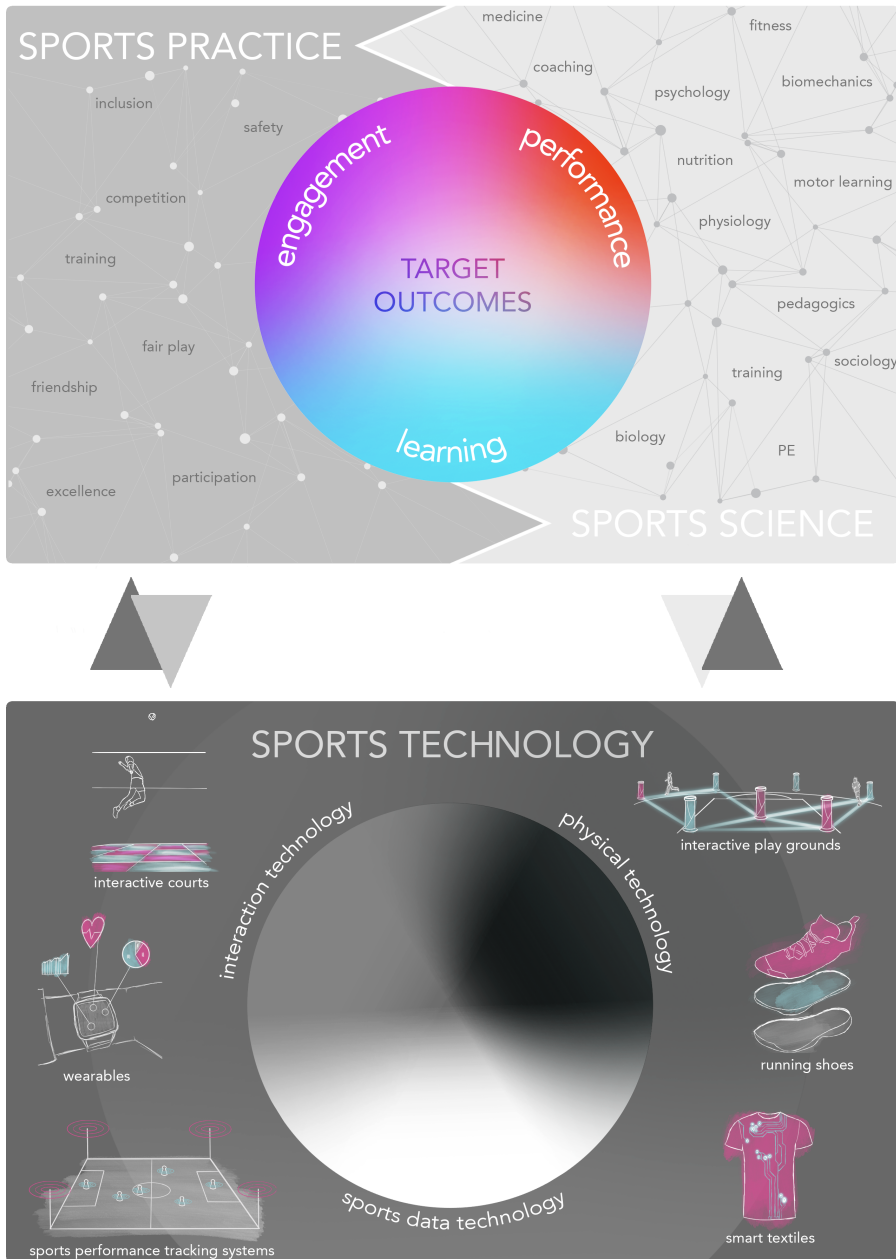 SPORTS PRACTICE
inclusion
safety
competition
training
fair play
friendship
participation
excellence
engagement
performance
learning
TARGET
OUTCOMES
medicine
fitness
coaching
biomechanics
psychology
nutrition
motor learning
physiology
pedagogics
sociology
training
biology
PE
SPORTS SCIENCE
SPORTS TECHNOLOGY
interaction technology
physical technology
sports data technology
interactive courts
wearables
sports performance tracking systems
interactive play grounds
running shoes
smart textiles